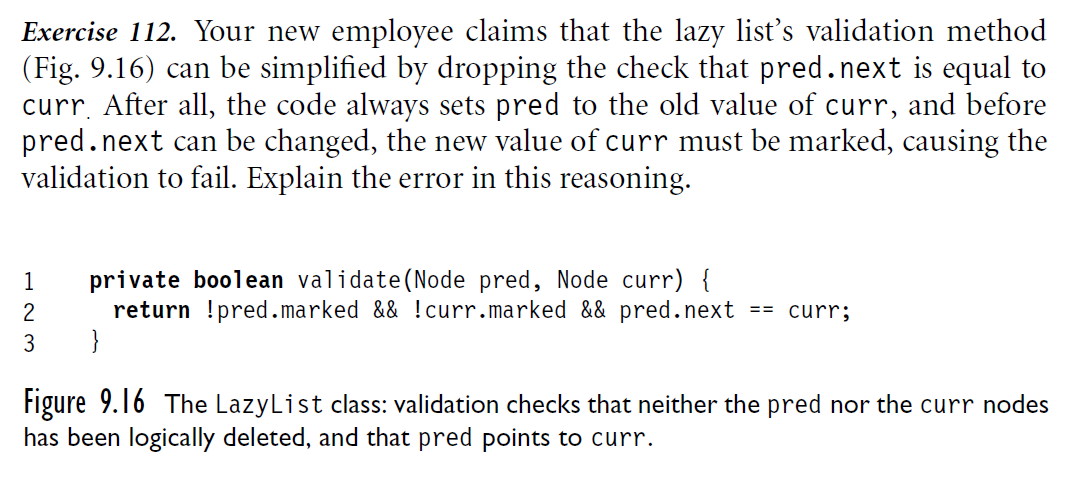 Exercise 112. Your new employee claims that the lazy list's validation method
(Fig. 9.16) can be simplified by dropping the check that pred.next is equal to
curr. After all, the code always sets pred to the old value of curr, and before
pred.next can be changed, the new value of curr must be marked, causing the
validation to fail. Explain the error in this reasoning.
1 private boolean validate(Node pred, Node curr) {
2 return !pred.marked && !curr.marked && pred.next == curr;
3 }
Figure 9.16 The LazyList class: validation checks that neither the pred nor the curr nodes
has been logically deleted, and that pred points to curr.